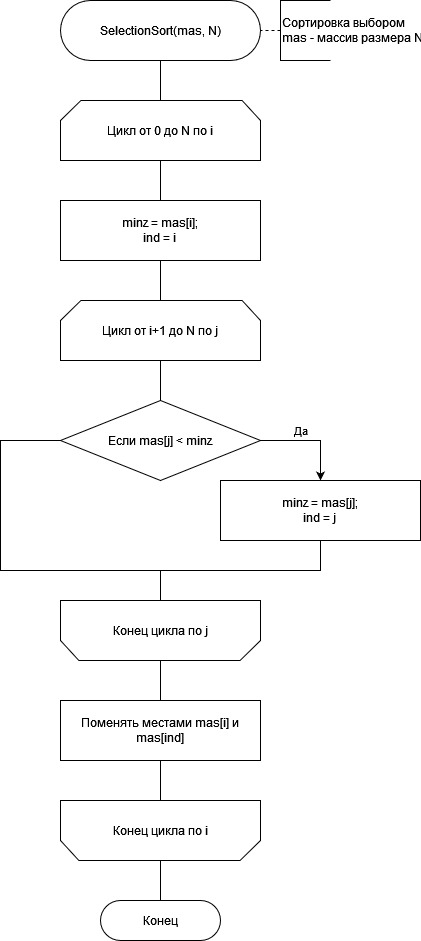 SelectionSort(mas, N)
Сортировка выбором
mas - массив размера N
Цикл от 0 до N по i
minz = mas[i];
ind = i
Цикл от i+1 до N по j
Если mas[j] < minz
Да
minz = mas[j];
ind = j
Конец цикла по j
Поменять местами mas[i] и
mas[ind]
Конец цикла по i
Конец